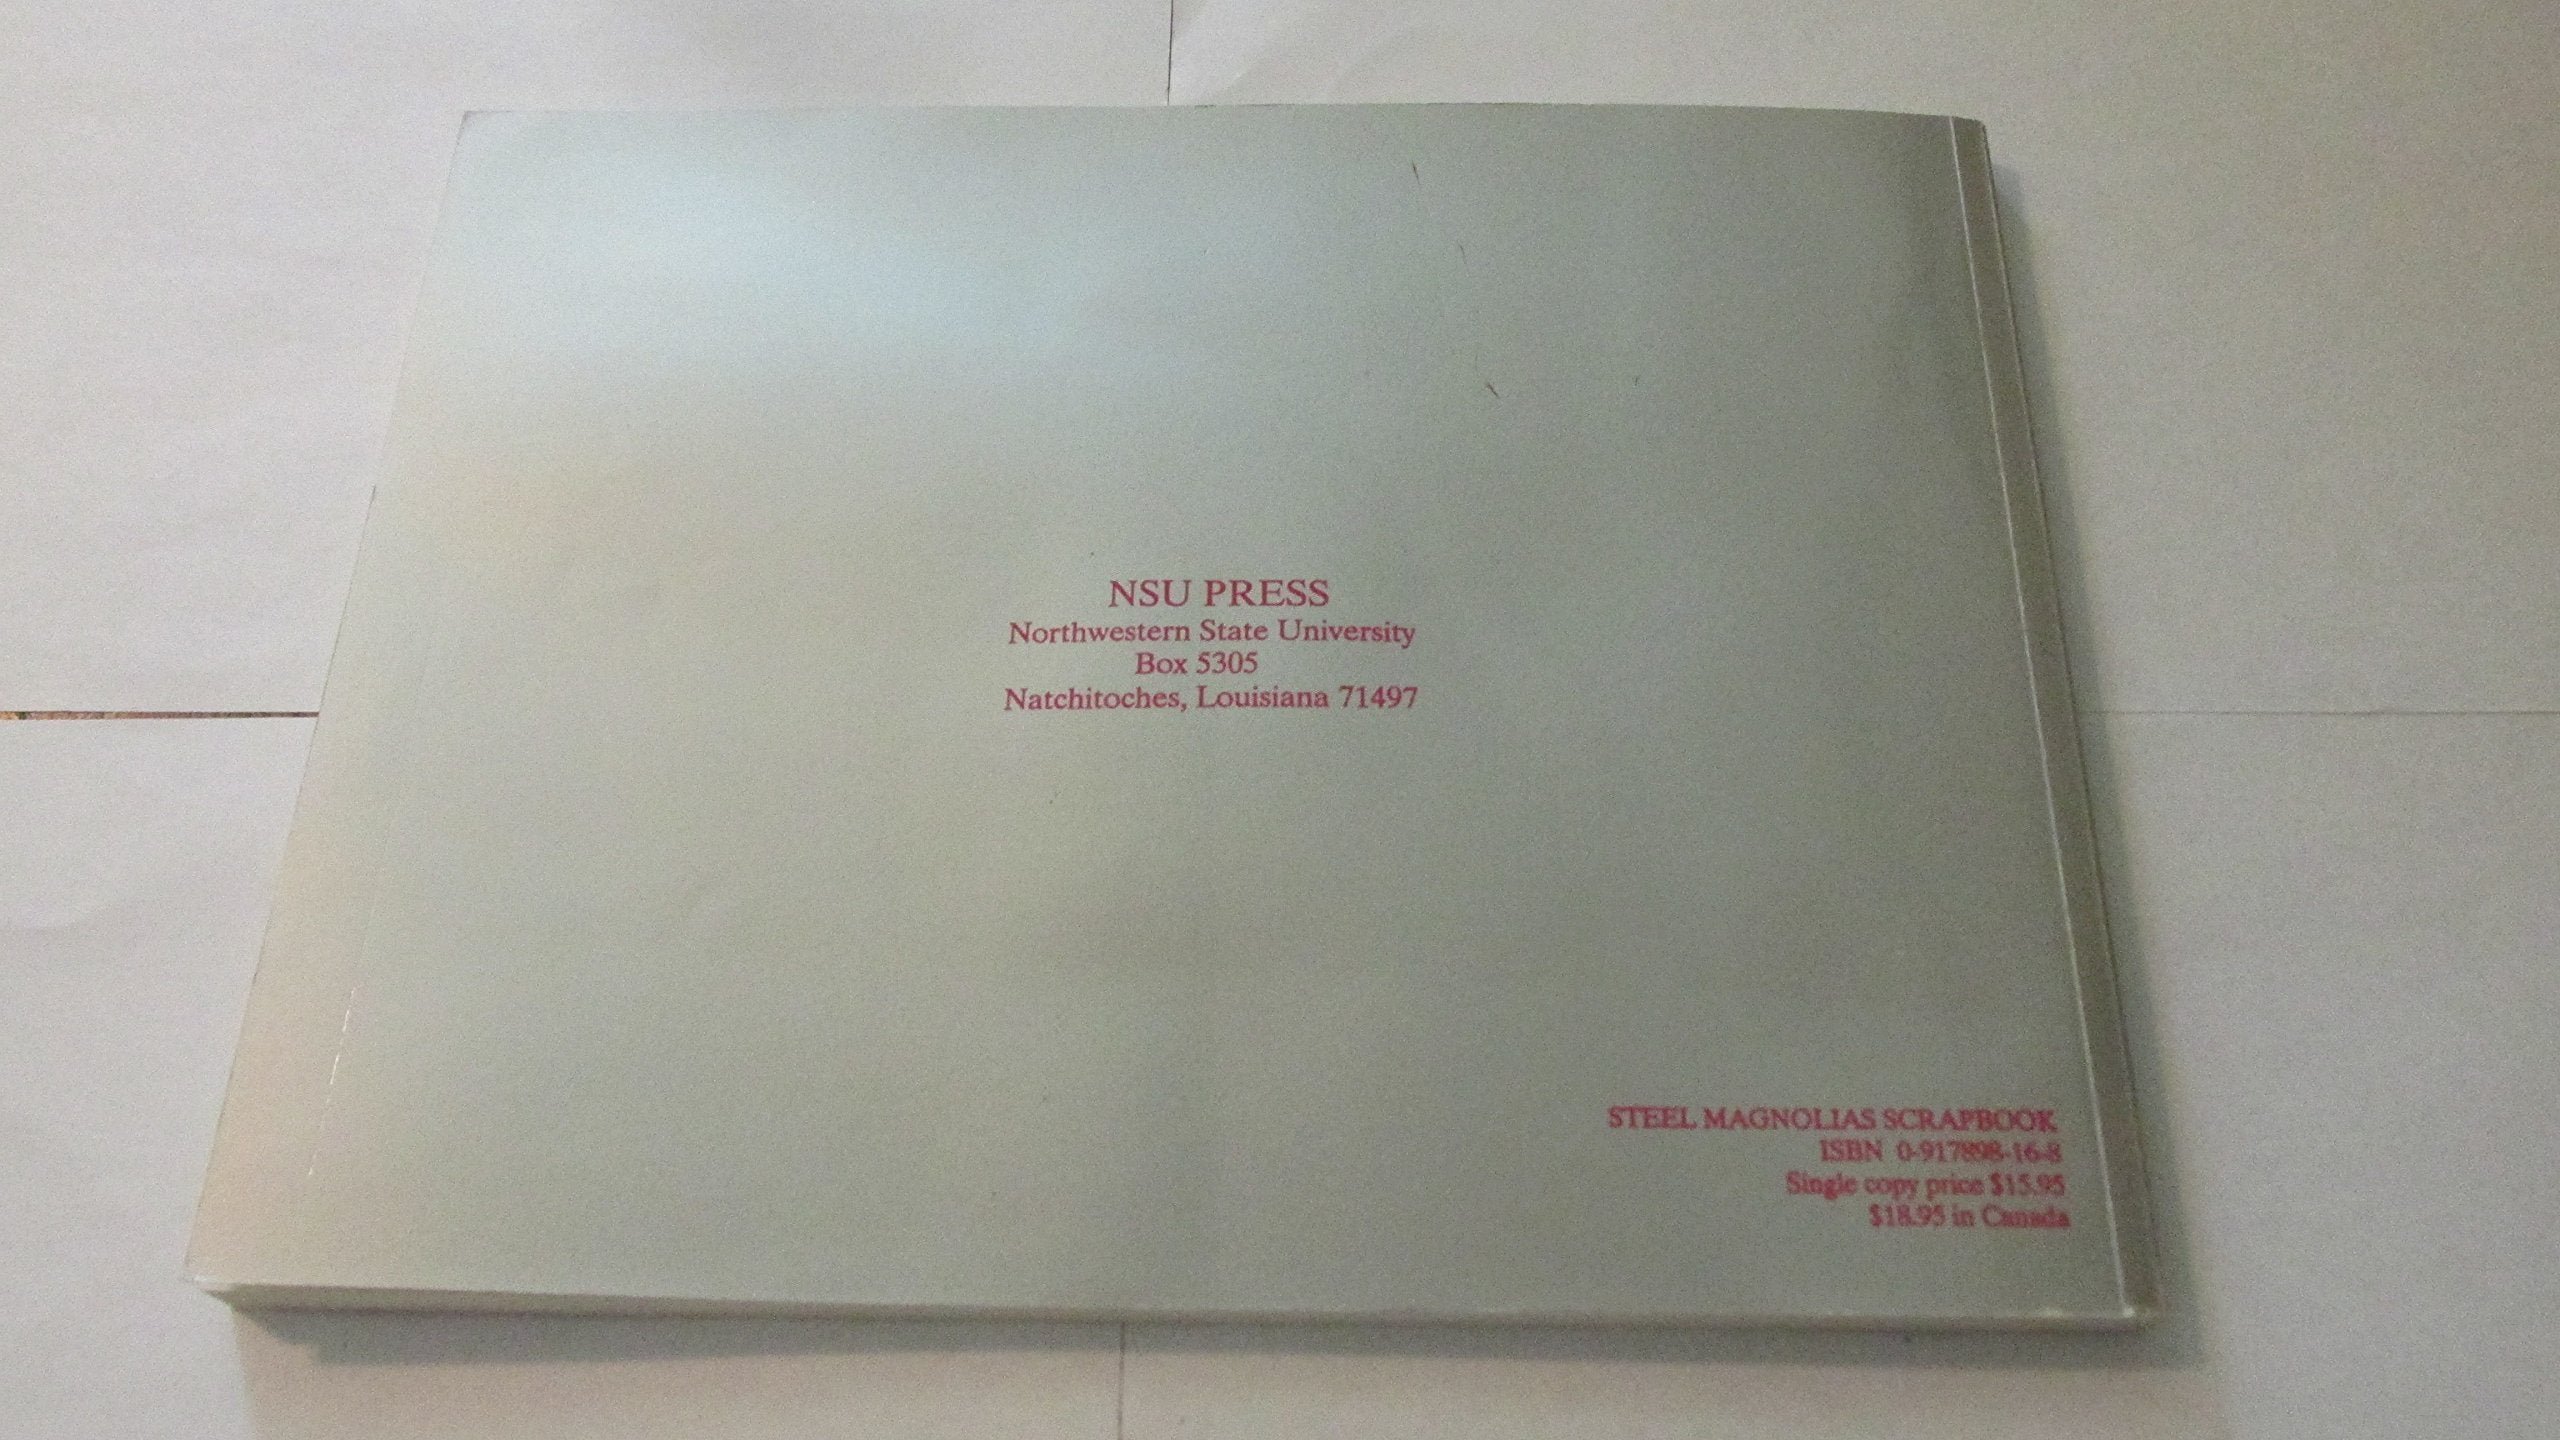 NSU PRESS
Northwestern State University
Box 5305
Natchitoches, Louisiana 71497
STEEL MAGNOLIAS SCRAPBOOK
ISBN 0-917898-16-8
Single copy price $15.95
$18.95 in Canada